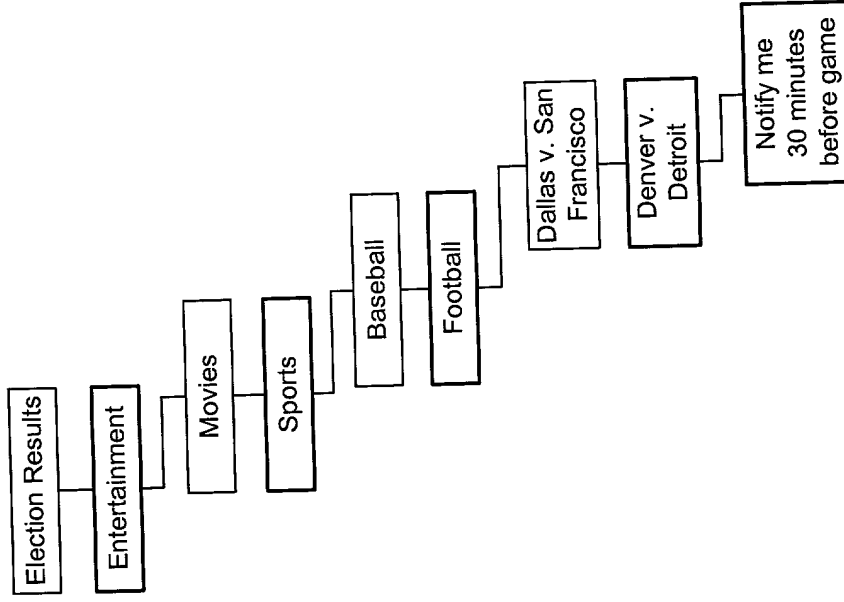 Election Results
Entertainment
Movies
Sports
Baseball
Football
Dallas v. San
Francisco
Denver v.
Detroit
Notify me
30 minutes
before game